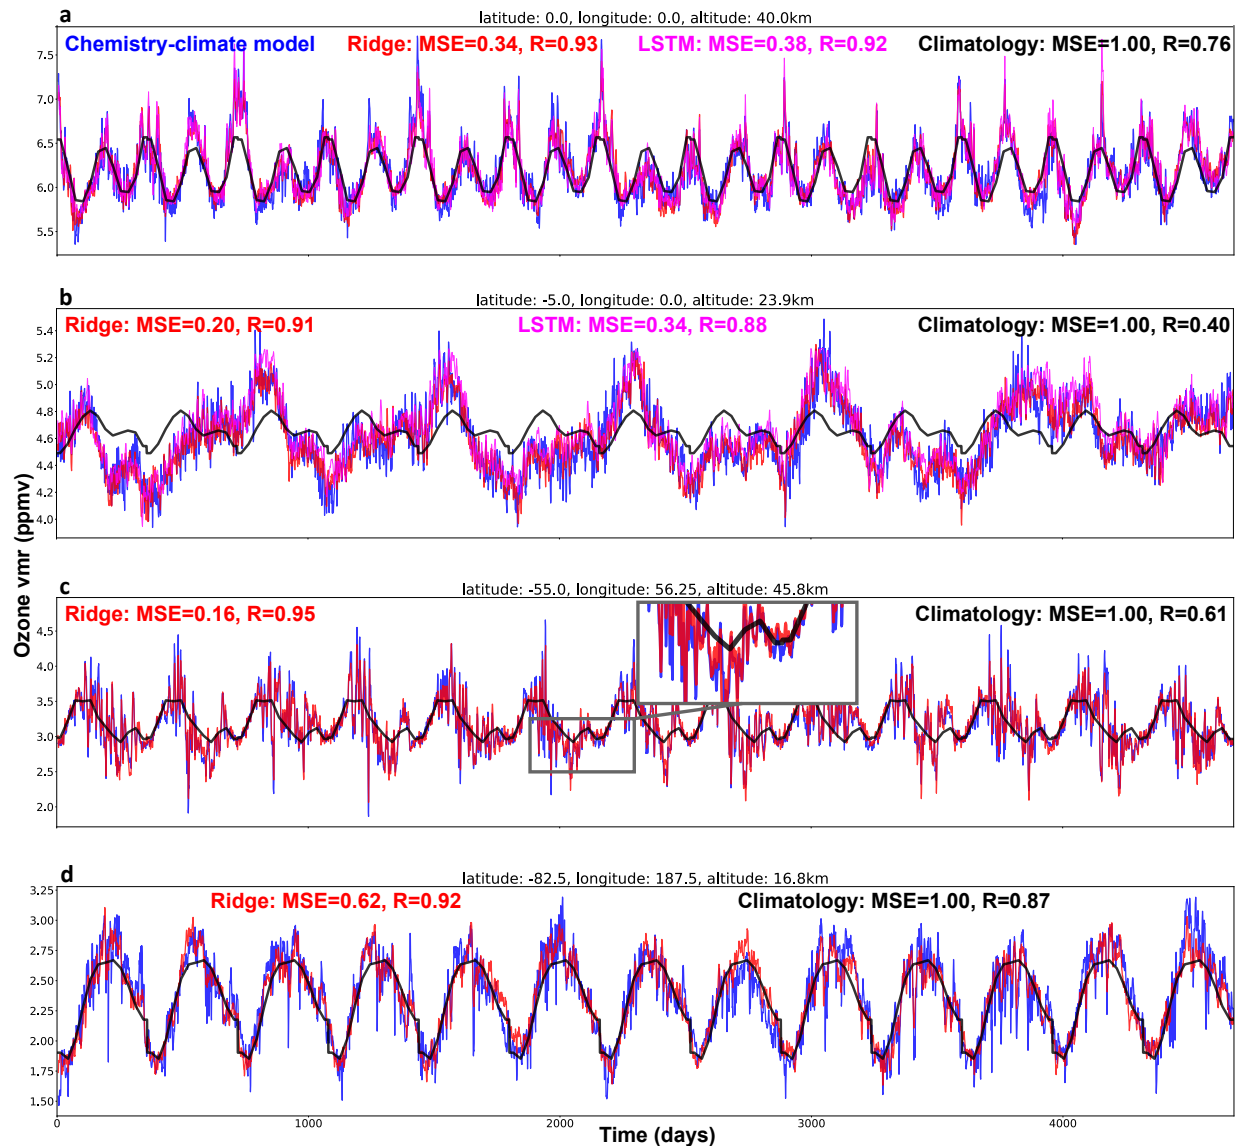 a
latitude: 0.0, longitude: 0.0, altitude: 40.0km
Chemistry-climate model Ridge: MSE=0.34, R=0.93 LSTM: MSE=0.38, R=0.92 Climatology: MSE=1.00, R=0.76
7.5
7.0
6.5
6.0
5.5
b
latitude: -5.0, longitude: 0.0, altitude: 23.9km
Ridge: MSE=0.20, R=0.91 LSTM: MSE=0.34, R=0.88 Climatology: MSE=1.00, R=0.40
5.4
5.2
5.0
4.8
4.6
4.4
4.2
4.0
Ozone vmr (ppmv)
c
latitude: -55.0, longitude: 56.25, altitude: 45.8km
Ridge: MSE=0.16, R=0.95 Climatology: MSE=1.00, R=0.61
4.5
4.0
3.5
3.0
2.5
2.0
d
latitude: -82.5, longitude: 187.5, altitude: 16.8km
Ridge: MSE=0.62, R=0.92 Climatology: MSE=1.00, R=0.87
3.25
3.00
2.75
2.50
2.25
2.00
1.75
1.50
0 1000 2000 3000 4000
Time (days)